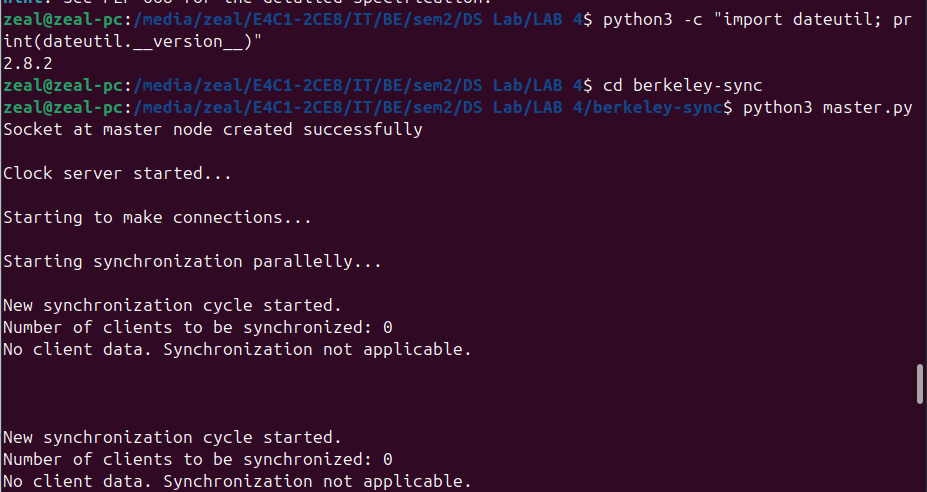 zeal@zeal-pc:/media/zeal/E4C1-2CE8/IT/BE/sem2/DS Lab/LAB 4$ python3 -c "import dateutil; pr
int(dateutil.__version__)"
2.8.2
zeal@zeal-pc:/media/zeal/E4C1-2CE8/IT/BE/sem2/DS Lab/LAB 4$ cd berkeley-sync
zeal@zeal-pc:/media/zeal/E4C1-2CE8/IT/BE/sem2/DS Lab/LAB 4/berkeley-sync$ python3 master.py
Socket at master node created successfully
Clock server started...
Starting to make connections...
Starting synchronization parallelly...
New synchronization cycle started.
Number of clients to be synchronized: 0
No client data. Synchronization not applicable.
New synchronization cycle started.
Number of clients to be synchronized: 0
No client data. Synchronization not applicable.